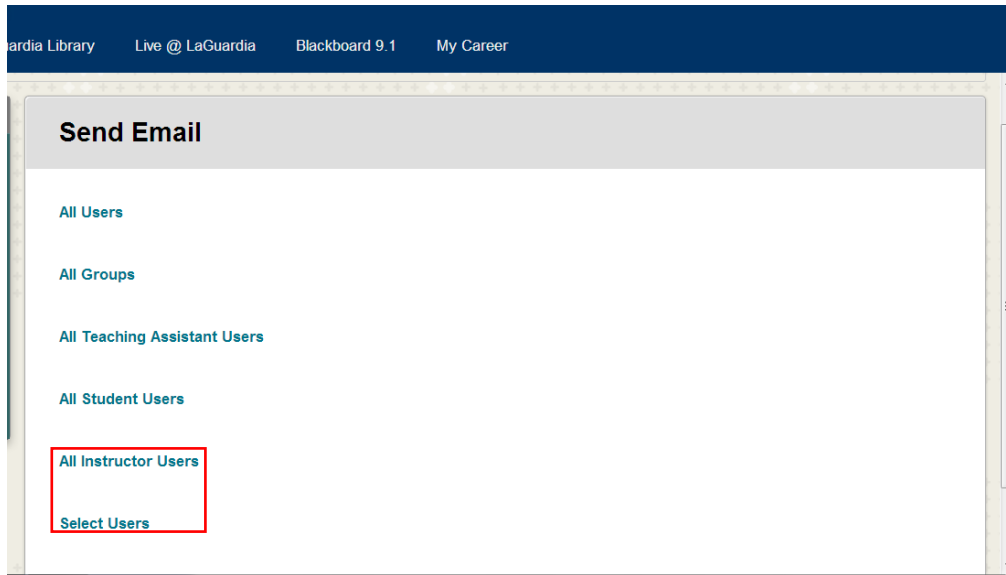 ardia Library Live @ LaGuardia Blackboard 9.1 My Career
Send Email
All Users
All Groups
All Teaching Assistant Users
All Student Users
All Instructor Users
Select Users